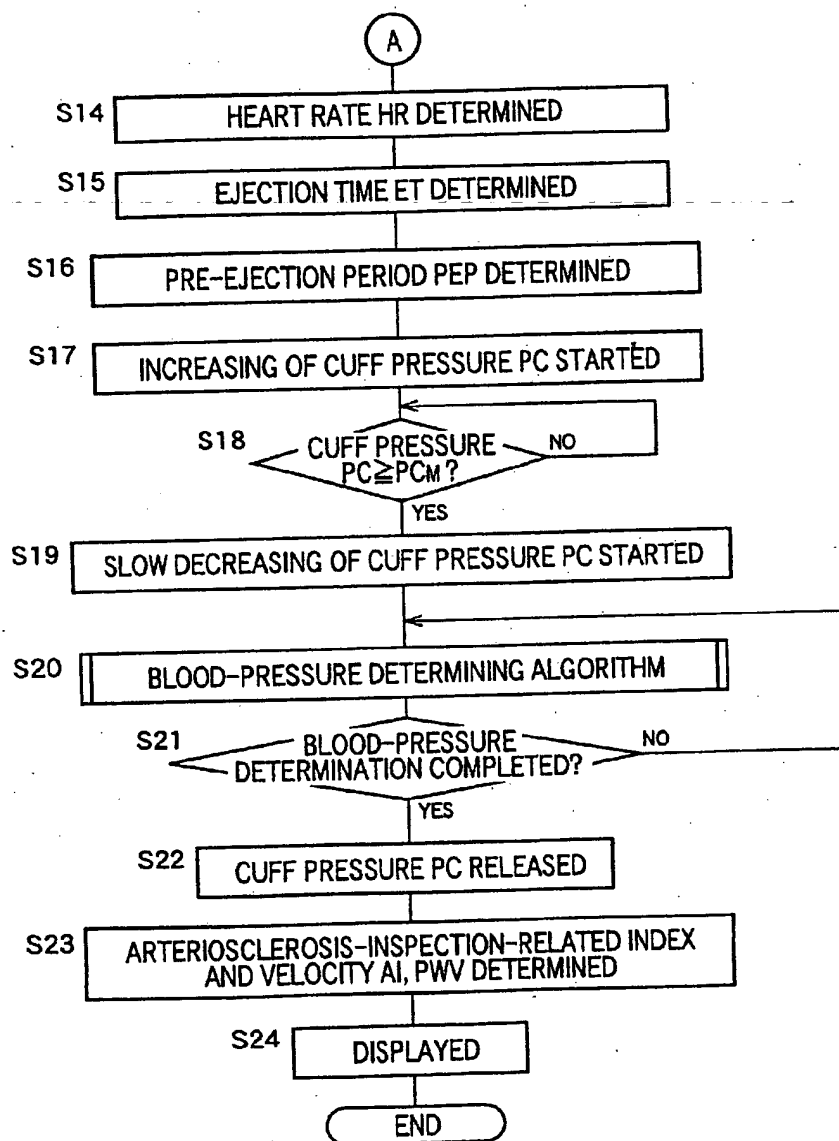 A
S14 HEART RATE HR DETERMINED
S15 EJECTION TIME ET DETERMINED
S16 PRE-EJECTION PERIOD PEP DETERMINED
S17 INCREASING OF CUFF PRESSURE PC STARTED
S18 CUFF PRESSURE
PC≧PCM?
NO
YES
S19 SLOW DECREASING OF CUFF PRESSURE PC STARTED
S20 BLOOD-PRESSURE DETERMINING ALGORITHM
S21 BLOOD-PRESSURE
DETERMINATION COMPLETED?
NO
YES
S22 CUFF PRESSURE PC RELEASED
S23 ARTERIOSCLEROSIS-INSPECTION-RELATED INDEX
AND VELOCITY AI, PWV DETERMINED
S24 DISPLAYED
END